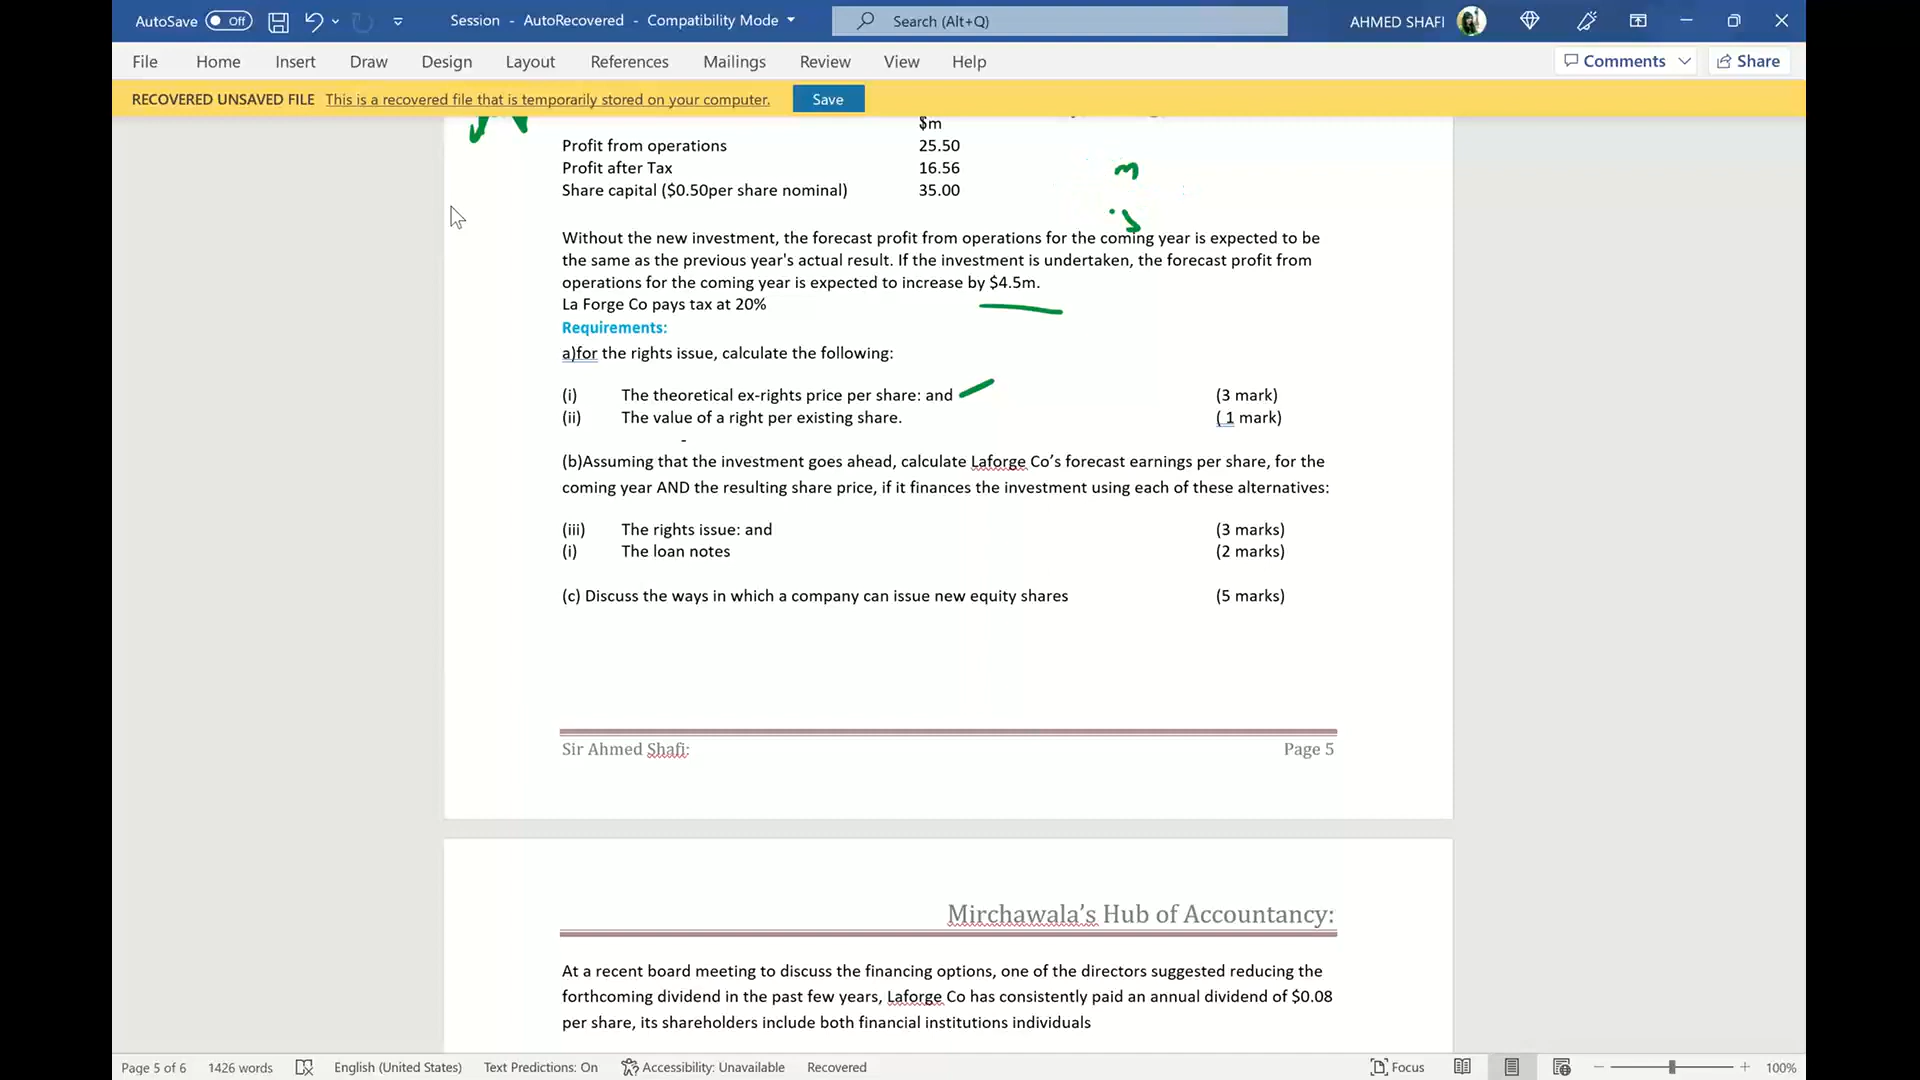 AutoSave Off Session - AutoRecovered - Compatibility Mode Search (Alt+Q) AHMED SHAFI
File Home Insert Draw Design Layout References Mailings Review View Help Comments Share
RECOVERED UNSAVED FILE This is a recovered file that is temporarily stored on your computer. Save
$m
Profit from operations 25.50
Profit after Tax 16.56
Share capital ($0.50per share nominal) 35.00
Without the new investment, the forecast profit from operations for the coming year is expected to be
the same as the previous year's actual result. If the investment is undertaken, the forecast profit from
operations for the coming year is expected to increase by $4.5m.
La Forge Co pays tax at 20%
Requirements:
a)for the rights issue, calculate the following:
(i) The theoretical ex-rights price per share: and (3 mark)
(ii) The value of a right per existing share. ( 1 mark)
-
(b)Assuming that the investment goes ahead, calculate Laforge Co’s forecast earnings per share, for the
coming year AND the resulting share price, if it finances the investment using each of these alternatives:
(iii) The rights issue: and (3 marks)
(i) The loan notes (2 marks)
(c) Discuss the ways in which a company can issue new equity shares (5 marks)
Sir Ahmed Shafi: Page 5
Mirchawala’s Hub of Accountancy:
At a recent board meeting to discuss the financing options, one of the directors suggested reducing the
forthcoming dividend in the past few years, Laforge Co has consistently paid an annual dividend of $0.08
per share, its shareholders include both financial institutions individuals
Page 5 of 6 1426 words English (United States) Text Predictions: On Accessibility: Unavailable Recovered Focus 100%